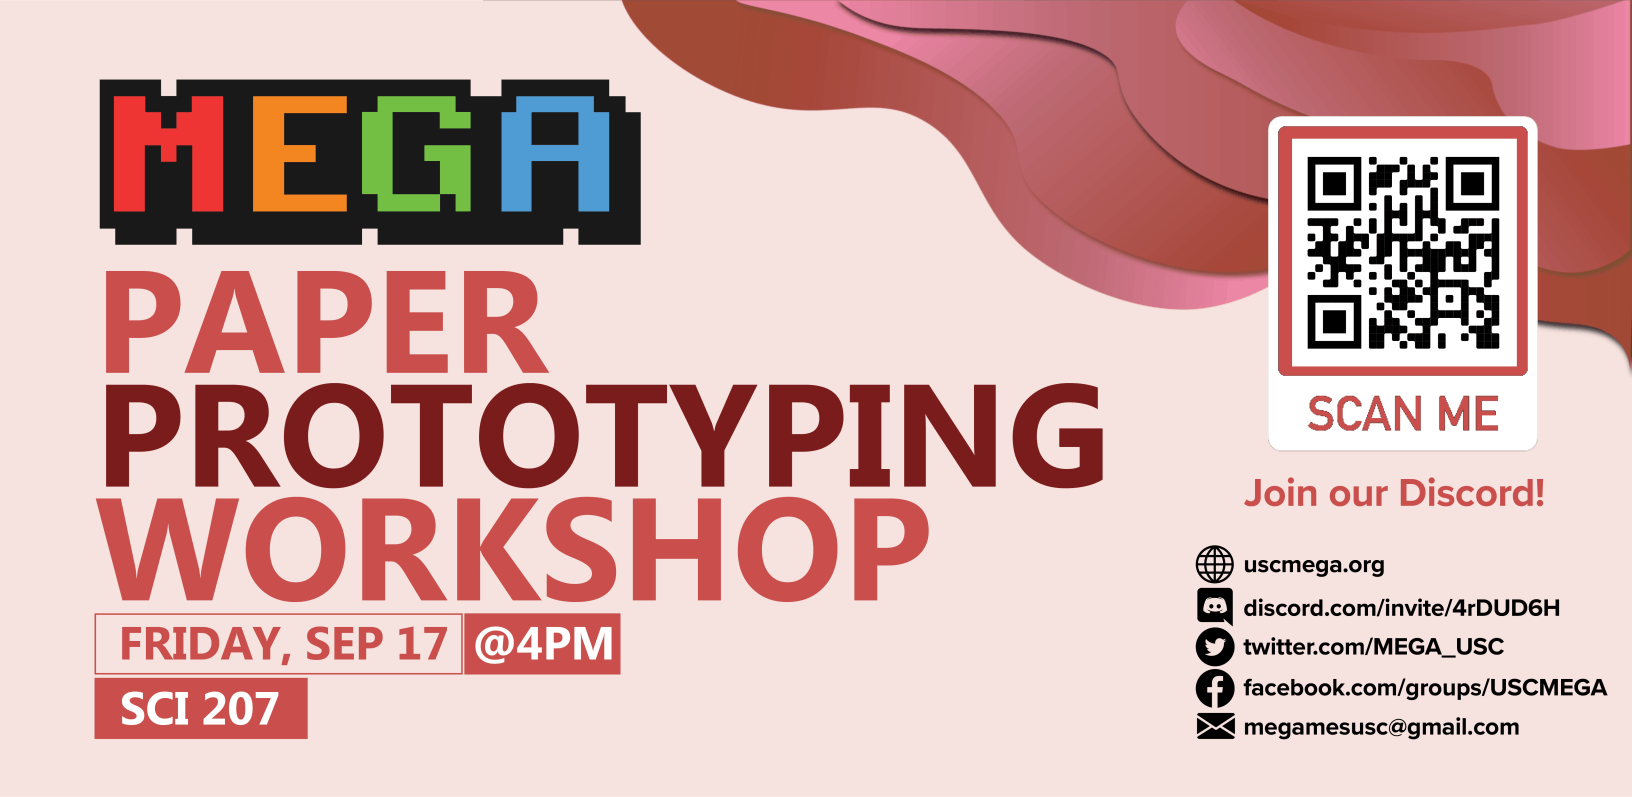 MEGA
PAPER
PROTOTYPING
WORKSHOP
FRIDAY, SEP 17 @4PM
SCI 207
SCAN ME
Join our Discord!
uscmega.org
discord.com/invite/4rDUD6H
twitter.com/MEGA_USC
facebook.com/groups/USCMEGA
megamesusc@gmail.com